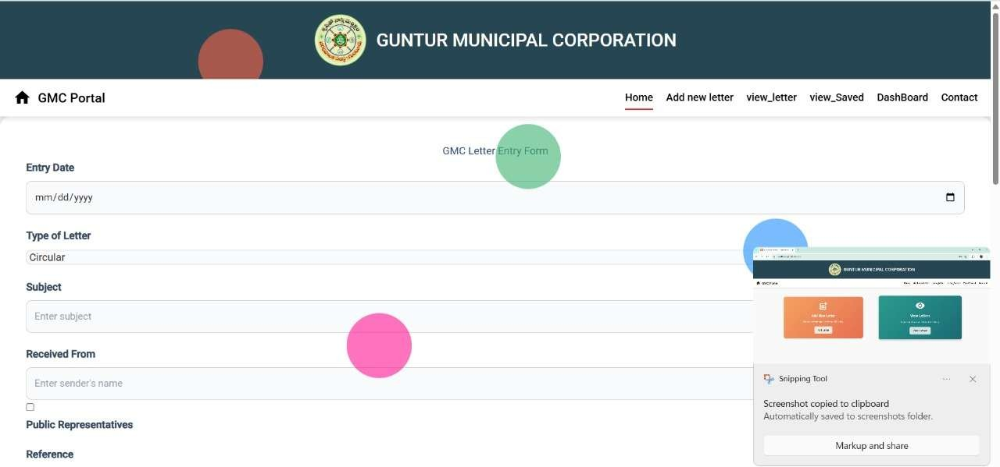 GUNTUR MUNICIPAL CORPORATION
GMC Portal
Home
Add new letter
view_letter
view_Saved
DashBoard
Contact
GMC Letter Entry Form
Entry Date
mm/dd/yyyy
Type of Letter
Circular
Subject
Enter subject
Received From
Enter sender's name
Public Representatives
Reference
GUNTUR MUNICIPAL CORPORATION
GMC Portal
Add New Letter
View Letters
Snipping Tool
Screenshot copied to clipboard
Automatically saved to screenshots folder.
Markup and share